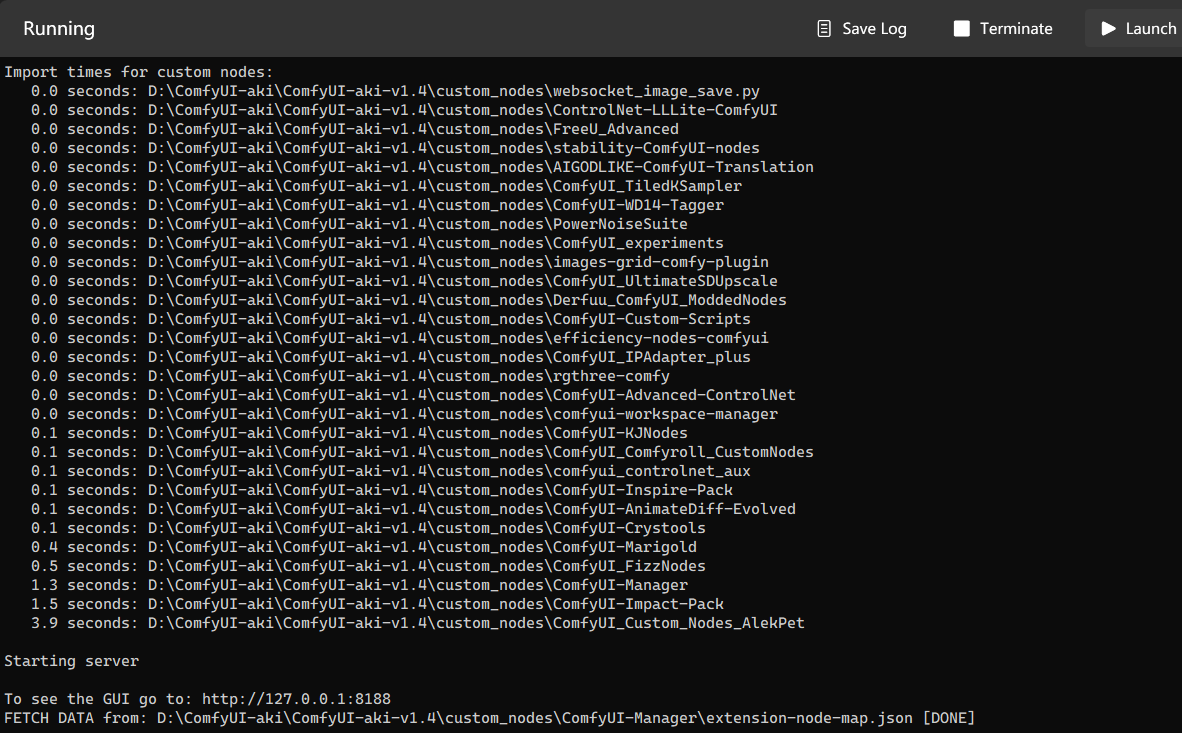 Running
Save Log
Terminate
Launch
Import times for custom nodes:
0.0 seconds: D:\ComfyUI-aki\ComfyUI-aki-v1.4\custom_nodes\websocket_image_save.py
0.0 seconds: D:\ComfyUI-aki\ComfyUI-aki-v1.4\custom_nodes\ControlNet-LLLite-ComfyUI
0.0 seconds: D:\ComfyUI-aki\ComfyUI-aki-v1.4\custom_nodes\FreeU_Advanced
0.0 seconds: D:\ComfyUI-aki\ComfyUI-aki-v1.4\custom_nodes\stability-ComfyUI-nodes
0.0 seconds: D:\ComfyUI-aki\ComfyUI-aki-v1.4\custom_nodes\AIGODLIKE-ComfyUI-Translation
0.0 seconds: D:\ComfyUI-aki\ComfyUI-aki-v1.4\custom_nodes\ComfyUI_TiledKSampler
0.0 seconds: D:\ComfyUI-aki\ComfyUI-aki-v1.4\custom_nodes\ComfyUI-WD14-Tagger
0.0 seconds: D:\ComfyUI-aki\ComfyUI-aki-v1.4\custom_nodes\PowerNoiseSuite
0.0 seconds: D:\ComfyUI-aki\ComfyUI-aki-v1.4\custom_nodes\ComfyUI_experiments
0.0 seconds: D:\ComfyUI-aki\ComfyUI-aki-v1.4\custom_nodes\images-grid-comfy-plugin
0.0 seconds: D:\ComfyUI-aki\ComfyUI-aki-v1.4\custom_nodes\ComfyUI_UltimateSDUpscale
0.0 seconds: D:\ComfyUI-aki\ComfyUI-aki-v1.4\custom_nodes\Derfuu_ComfyUI_ModdedNodes
0.0 seconds: D:\ComfyUI-aki\ComfyUI-aki-v1.4\custom_nodes\ComfyUI-Custom-Scripts
0.0 seconds: D:\ComfyUI-aki\ComfyUI-aki-v1.4\custom_nodes\efficiency-nodes-comfyui
0.0 seconds: D:\ComfyUI-aki\ComfyUI-aki-v1.4\custom_nodes\ComfyUI_IPAdapter_plus
0.0 seconds: D:\ComfyUI-aki\ComfyUI-aki-v1.4\custom_nodes\rgthree-comfy
0.0 seconds: D:\ComfyUI-aki\ComfyUI-aki-v1.4\custom_nodes\ComfyUI-Advanced-ControlNet
0.0 seconds: D:\ComfyUI-aki\ComfyUI-aki-v1.4\custom_nodes\comfyui-workspace-manager
0.1 seconds: D:\ComfyUI-aki\ComfyUI-aki-v1.4\custom_nodes\ComfyUI-KJNodes
0.1 seconds: D:\ComfyUI-aki\ComfyUI-aki-v1.4\custom_nodes\ComfyUI_Comfyroll_CustomNodes
0.1 seconds: D:\ComfyUI-aki\ComfyUI-aki-v1.4\custom_nodes\comfyui_controlnet_aux
0.1 seconds: D:\ComfyUI-aki\ComfyUI-aki-v1.4\custom_nodes\ComfyUI-Inspire-Pack
0.1 seconds: D:\ComfyUI-aki\ComfyUI-aki-v1.4\custom_nodes\ComfyUI-AnimateDiff-Evolved
0.1 seconds: D:\ComfyUI-aki\ComfyUI-aki-v1.4\custom_nodes\ComfyUI-Crystools
0.4 seconds: D:\ComfyUI-aki\ComfyUI-aki-v1.4\custom_nodes\ComfyUI-Marigold
0.5 seconds: D:\ComfyUI-aki\ComfyUI-aki-v1.4\custom_nodes\ComfyUI_FizzNodes
1.3 seconds: D:\ComfyUI-aki\ComfyUI-aki-v1.4\custom_nodes\ComfyUI-Manager
1.5 seconds: D:\ComfyUI-aki\ComfyUI-aki-v1.4\custom_nodes\ComfyUI-Impact-Pack
3.9 seconds: D:\ComfyUI-aki\ComfyUI-aki-v1.4\custom_nodes\ComfyUI_Custom_Nodes_AlekPet
Starting server
To see the GUI go to: http://127.0.0.1:8188
FETCH DATA from: D:\ComfyUI-aki\ComfyUI-aki-v1.4\custom_nodes\ComfyUI-Manager\extension-node-map.json [DONE]